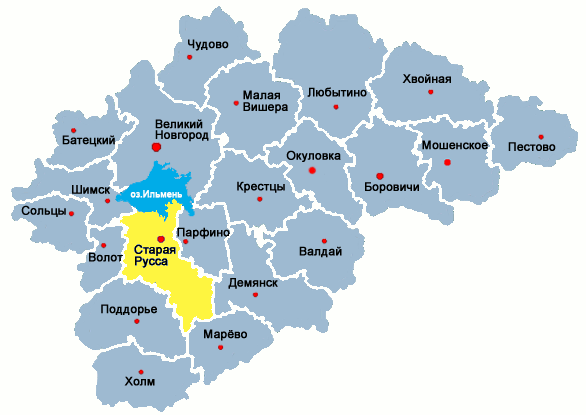 Чудово
Хвойная
Малая
Вишера
Любытино
Великий
Новгород
Батецкий
Мошенское
Пестово
Окуловка
Шимск
оз.Ильмень
Крестцы
Боровичи
Сольцы
Парфино
Старая
Русса
Волот
Валдай
Демянск
Поддорье
Марёво
Холм